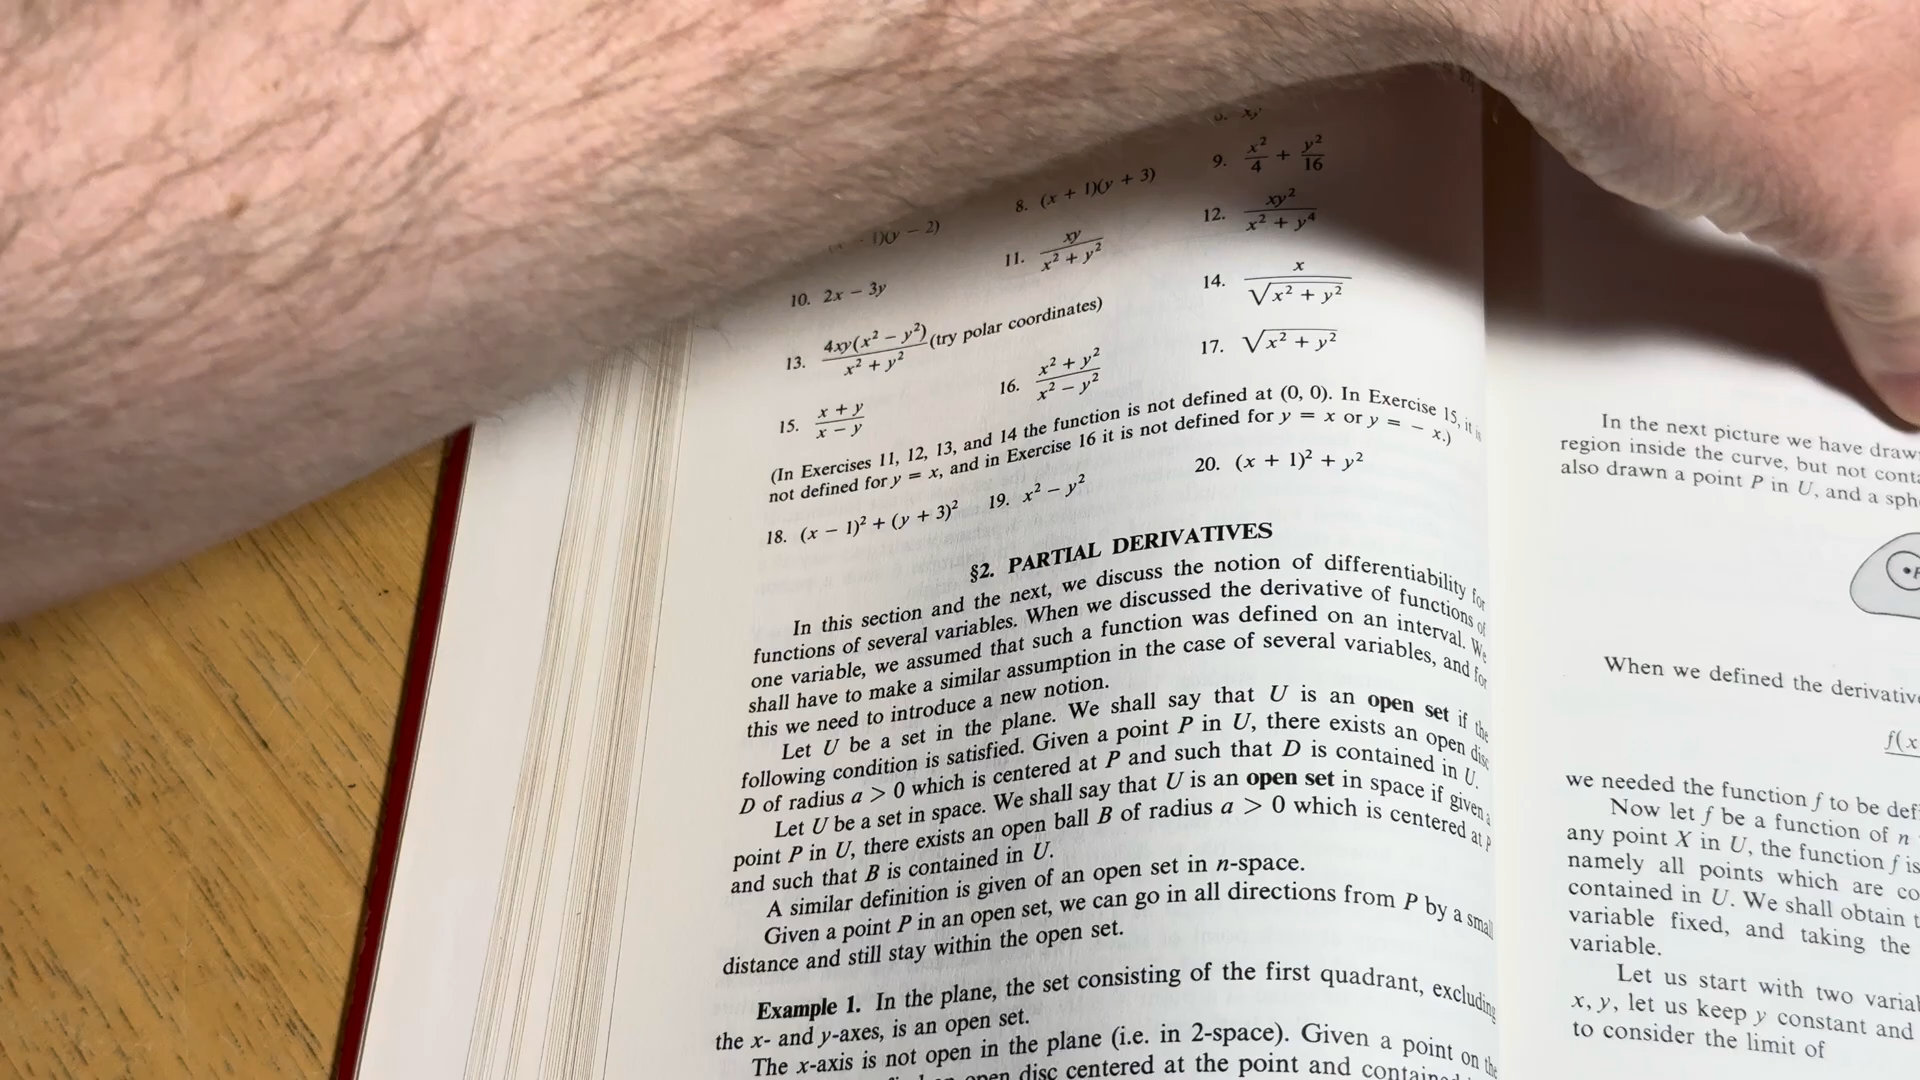 8. (x + 1)(y + 3)
9. x²/4 + y²/16
10. 2x − 3y
11. xy/(x² + y²)
12. xy²/(x² + y⁴)
13. 4xy(x² − y²)/(x² + y²) (try polar coordinates)
14. x/√(x² + y²)
15. (x + y)/(x − y)
16. (x² + y²)/(x² − y²)
17. √(x² + y²)
(In Exercises 11, 12, 13, and 14 the function is not defined at (0, 0). In Exercise 15, it is
not defined for y = x, and in Exercise 16 it is not defined for y = x or y = − x.)
18. (x − 1)² + (y + 3)²
19. x² − y²
20. (x + 1)² + y²
§2. PARTIAL DERIVATIVES
In this section and the next, we discuss the notion of differentiability for
functions of several variables. When we discussed the derivative of functions of
one variable, we assumed that such a function was defined on an interval. We
shall have to make a similar assumption in the case of several variables, and for
this we need to introduce a new notion.
Let U be a set in the plane. We shall say that U is an open set if the
following condition is satisfied. Given a point P in U, there exists an open disc
D of radius a > 0 which is centered at P and such that D is contained in U.
Let U be a set in space. We shall say that U is an open set in space if given a
point P in U, there exists an open ball B of radius a > 0 which is centered at P
and such that B is contained in U.
A similar definition is given of an open set in n-space.
Given a point P in an open set, we can go in all directions from P by a small
distance and still stay within the open set.
Example 1. In the plane, the set consisting of the first quadrant, excluding
the x- and y-axes, is an open set.
The x-axis is not open in the plane (i.e. in 2-space). Given a point on the
open disc centered at the point and
In the next picture we have
region inside the curve, but not
also drawn a point P in U, and a
When we defined the
f(x
we needed the function f to be
Now let f be a function of n
any point X in U, the function f
namely all points which are
contained in U. We shall obtain
variable fixed, and taking the
variable.
Let us start with two
x, y, let us keep y constant and
to consider the limit of